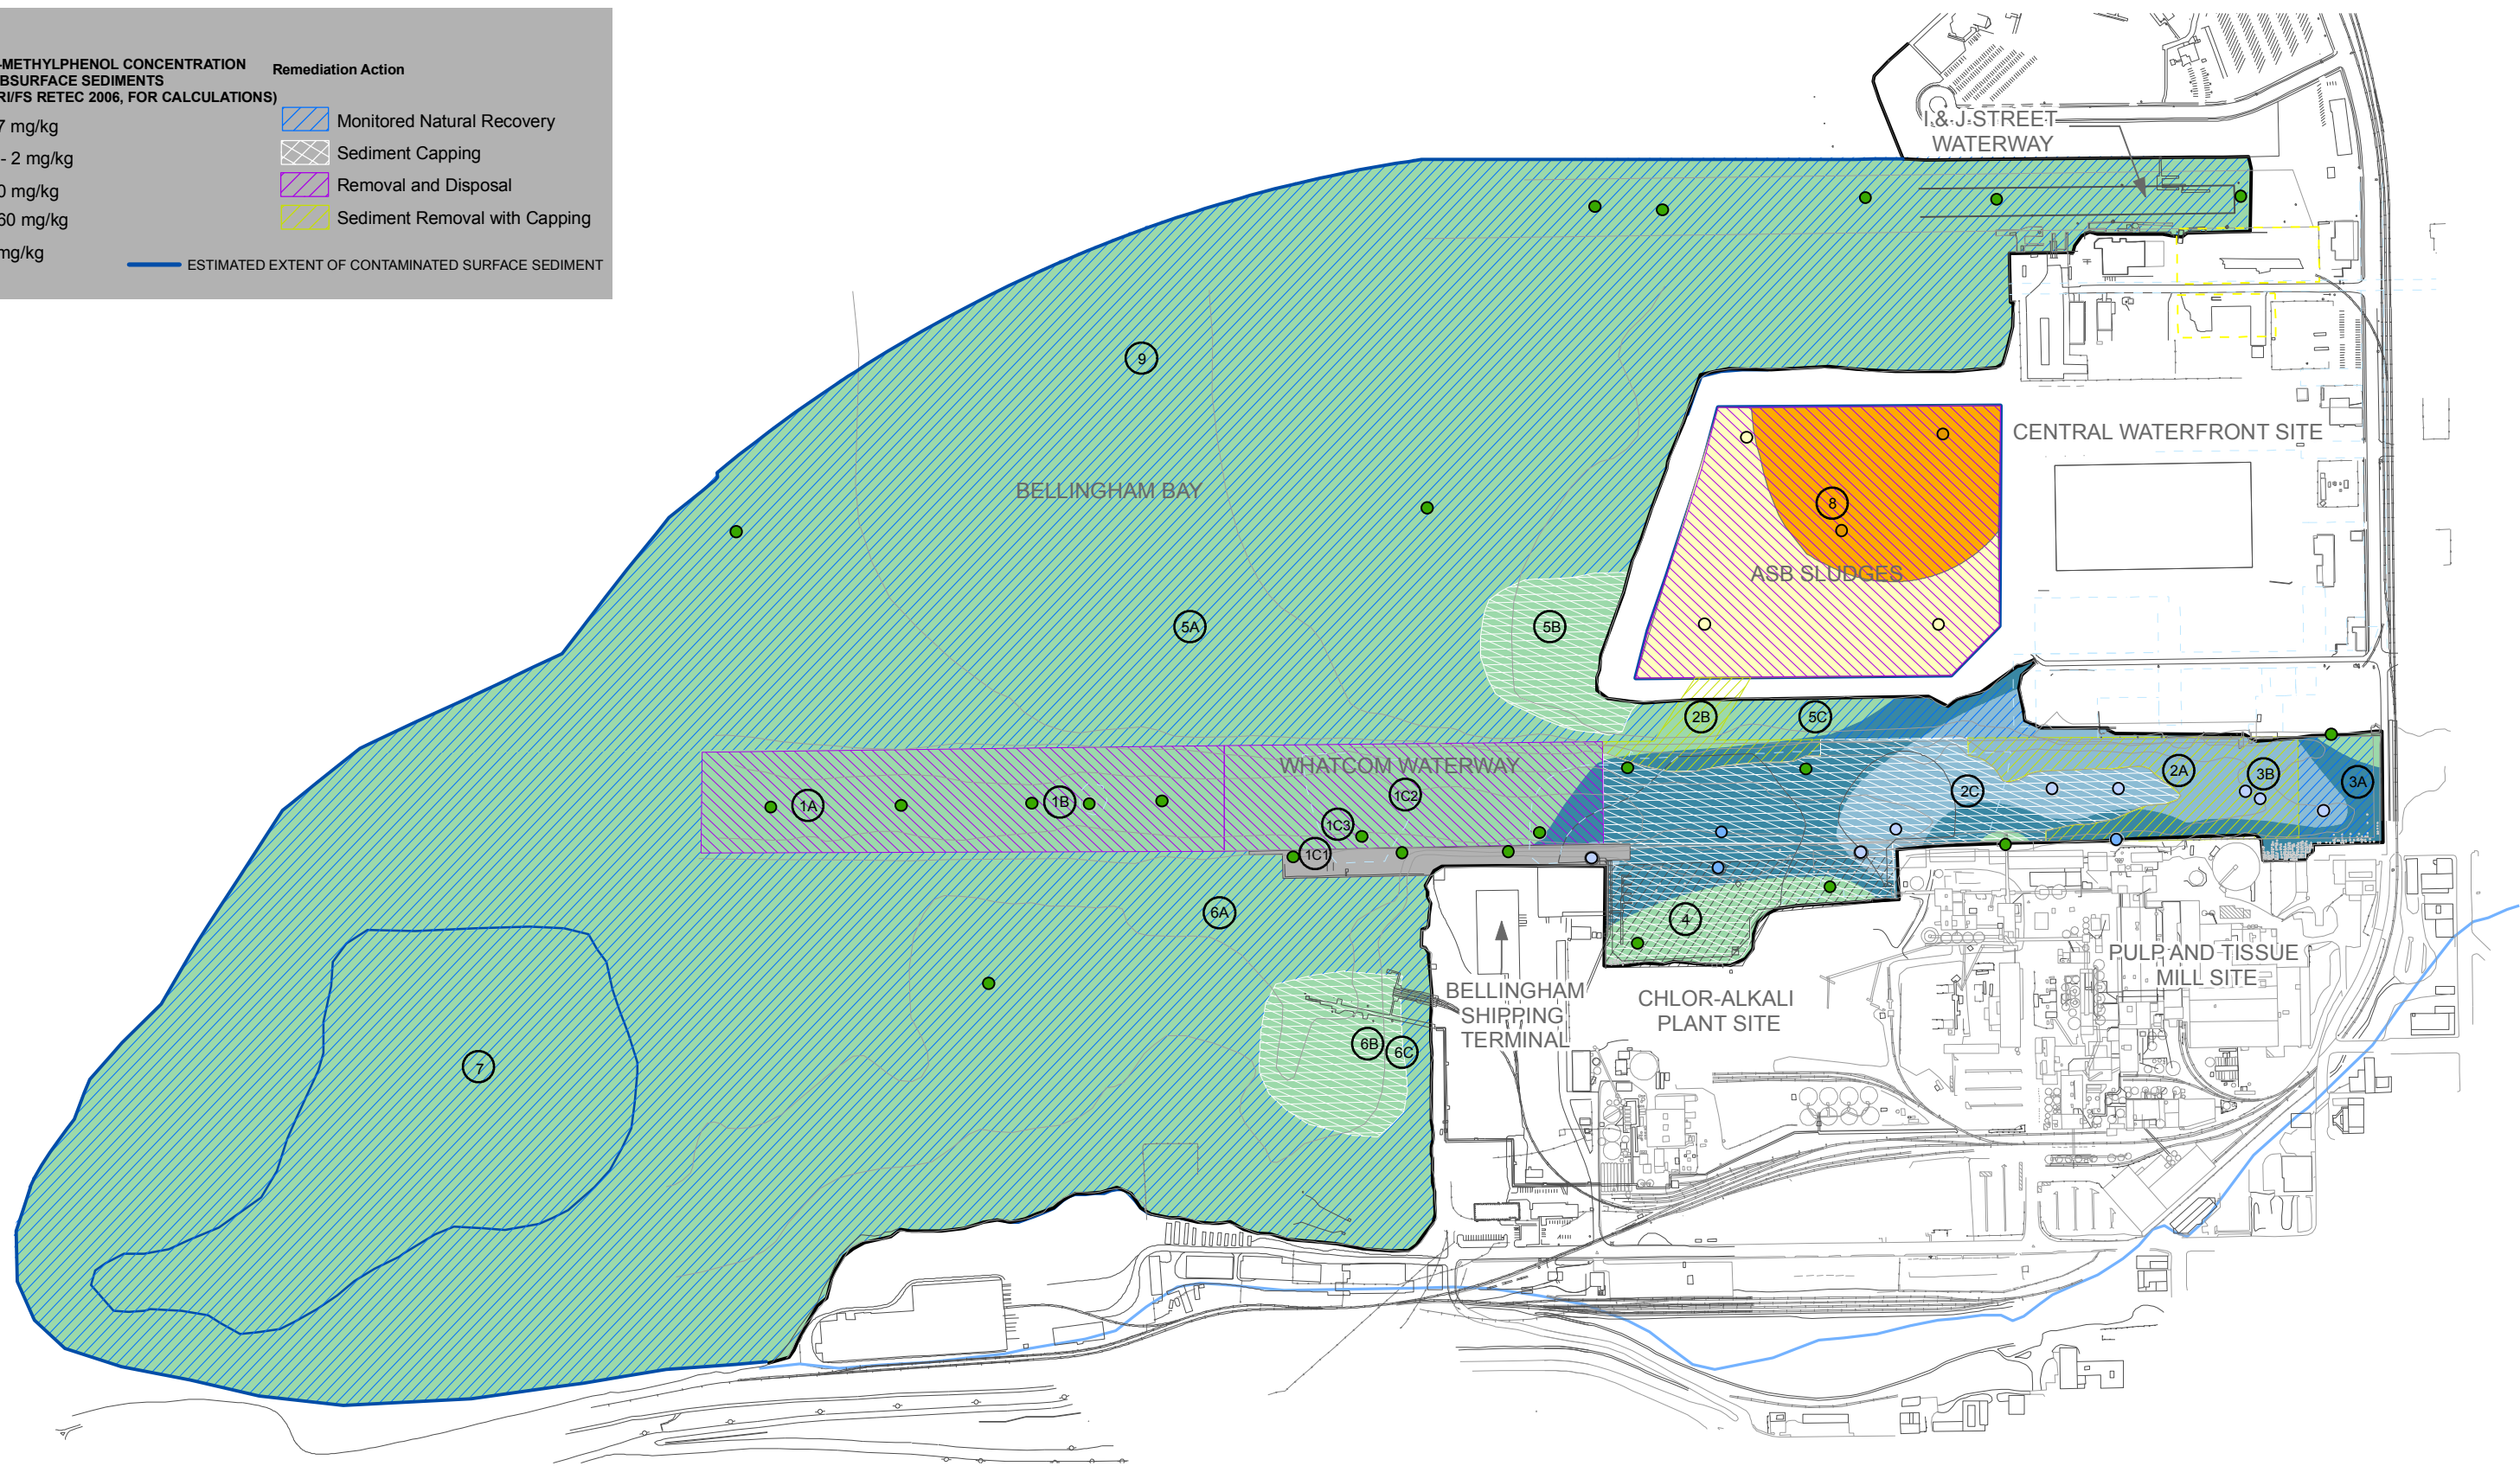 -METHYLPHENOL CONCENTRATION
BSURFACE SEDIMENTS
RI/FS RETEC 2006, FOR CALCULATIONS)
7 mg/kg
- 2 mg/kg
0 mg/kg
60 mg/kg
mg/kg
Remediation Action
Monitored Natural Recovery
Sediment Capping
Removal and Disposal
Sediment Removal with Capping
ESTIMATED EXTENT OF CONTAMINATED SURFACE SEDIMENT
I & J STREET
WATERWAY
9
CENTRAL WATERFRONT SITE
BELLINGHAM BAY
8
ASB SLUDGES
5A
5B
2B
5C
WHATCOM WATERWAY
2A
3B
3A
2C
1A
1B
1C2
1C3
1C1
6A
4
BELLINGHAM
SHIPPING
TERMINAL
CHLOR-ALKALI
PLANT SITE
PULP AND TISSUE
MILL SITE
6B
6C
7